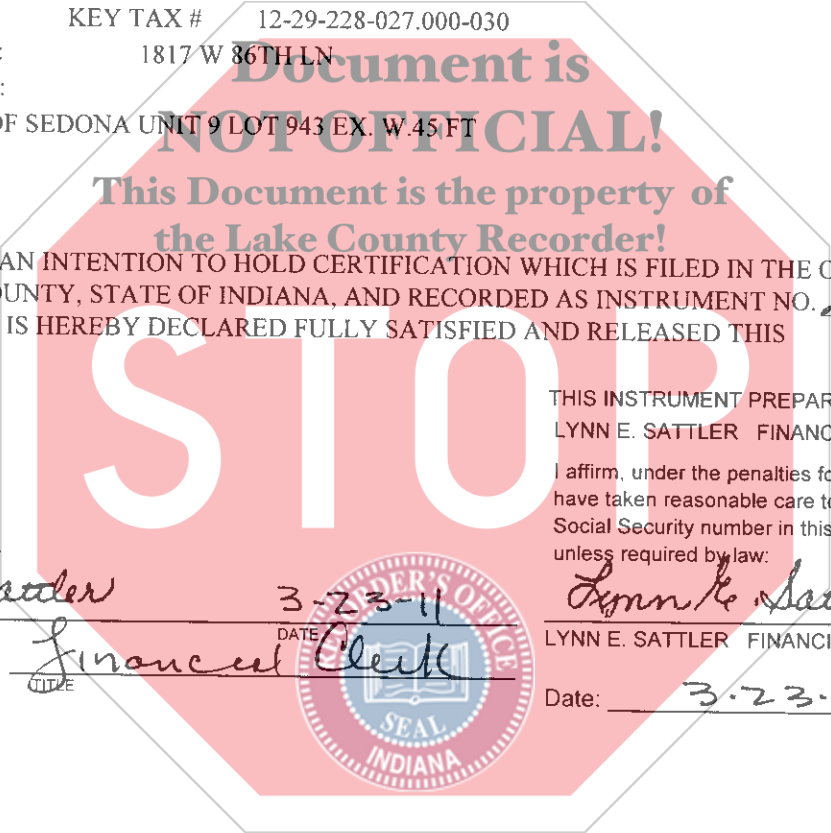 KEY TAX # 12-29-228-027.000-030
: 1817 W 86TH LN
:
OF SEDONA UNIT 9 LOT 943 EX. W.45 FT
Document is
NOT OFFICIAL!
This Document is the property of
the Lake County Recorder!
AN INTENTION TO HOLD CERTIFICATION WHICH IS FILED IN THE
OUNTY, STATE OF INDIANA, AND RECORDED AS INSTRUMENT NO.
IS HEREBY DECLARED FULLY SATISFIED AND RELEASED THIS
STOP
THIS INSTRUMENT PREPAR
LYNN E. SATTLER FINANC
I affirm, under the penalties fo
have taken reasonable care to
Social Security number in this
unless required by law:
attler 3-23-11
DATE
Financial Clerk
TITLE
Lynn E. Sat
LYNN E. SATTLER FINANCI
Date: 3-23-
RECORDER'S OFFICE
SEAL
INDIANA